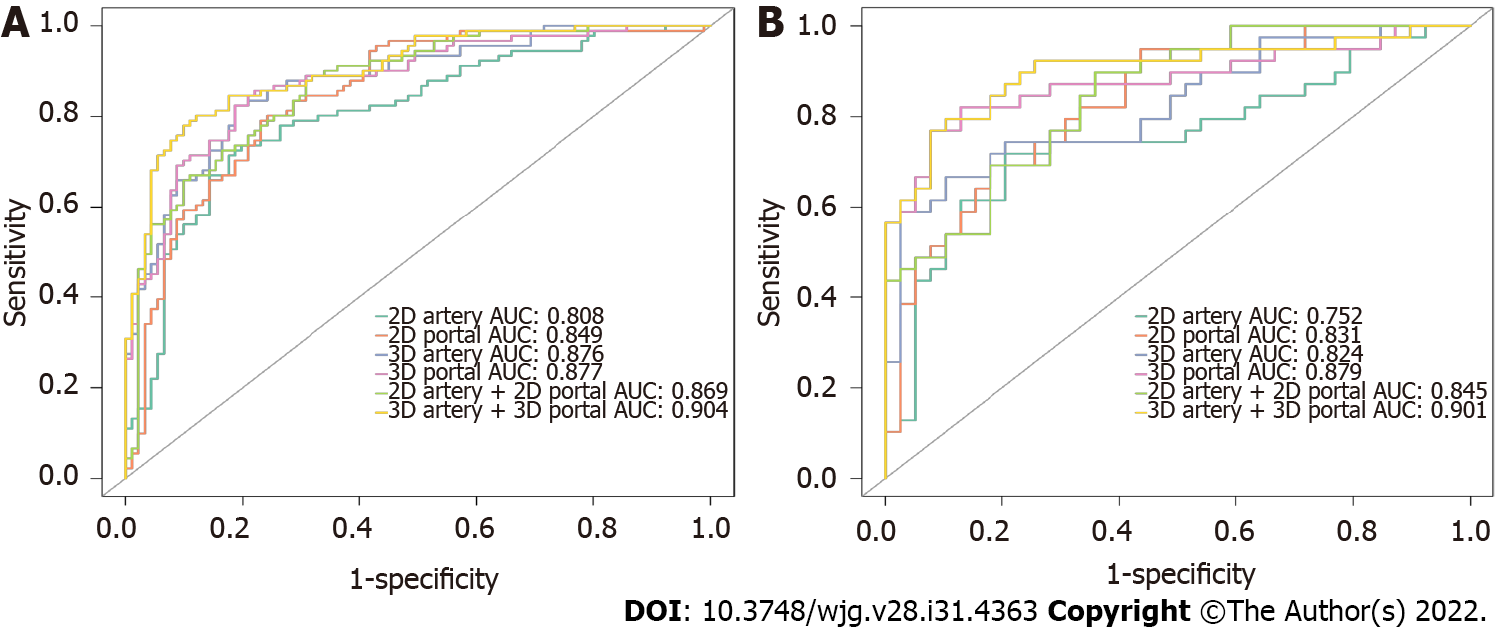 A
1.0
0.8
0.6
0.4
0.2
0.0
Sensitivity
2D artery AUC: 0.808
2D portal AUC: 0.849
3D artery AUC: 0.876
3D portal AUC: 0.877
2D artery + 2D portal AUC: 0.869
3D artery + 3D portal AUC: 0.904
0.0 0.2 0.4 0.6 0.8 1.0
1-specificity
B
1.0
0.8
0.6
0.4
0.2
0.0
Sensitivity
2D artery AUC: 0.752
2D portal AUC: 0.831
3D artery AUC: 0.824
3D portal AUC: 0.879
2D artery + 2D portal AUC: 0.845
3D artery + 3D portal AUC: 0.901
0.0 0.2 0.4 0.6 0.8 1.0
1-specificity
DOI: 10.3748/wjg.v28.i31.4363 Copyright ©The Author(s) 2022.